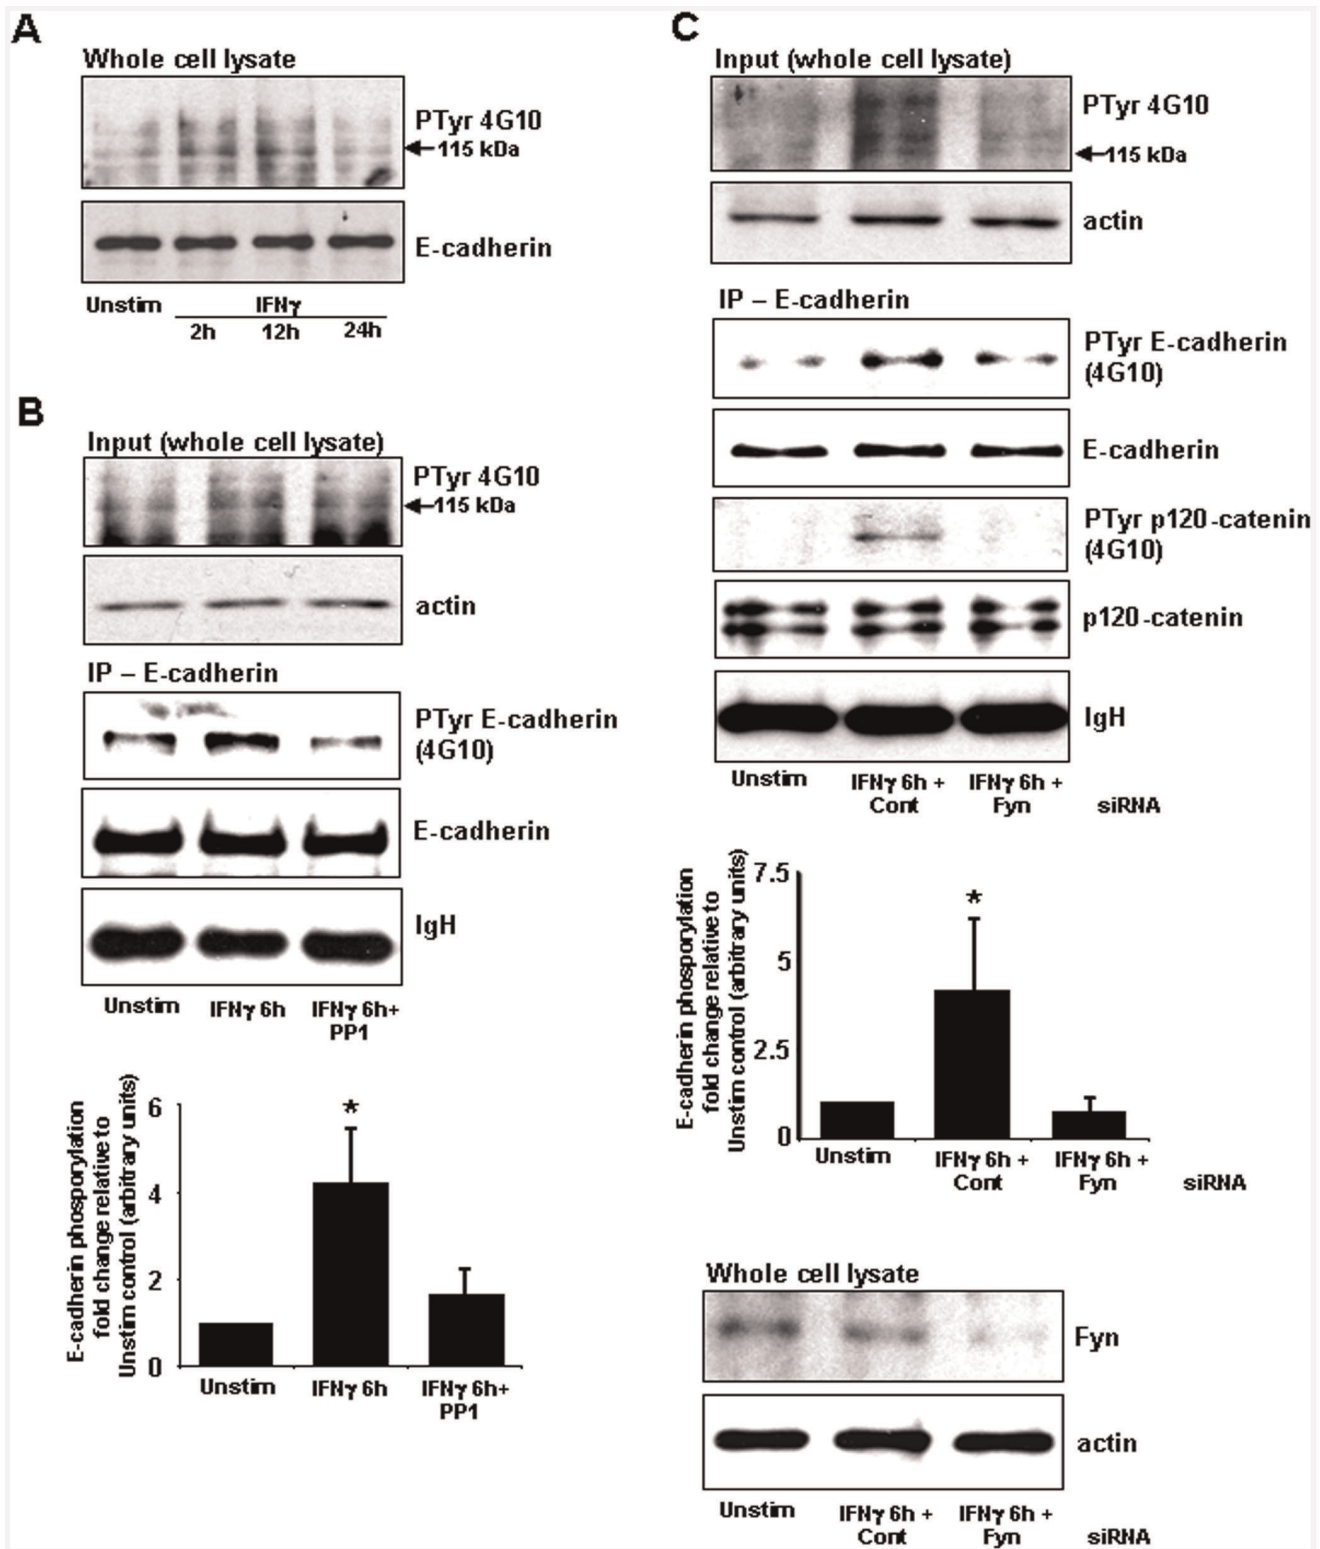 A
Whole cell lysate
PTyr 4G10
115 kDa
E-cadherin
Unstim
IFNγ
2h 12h 24h
B
Input (whole cell lysate)
PTyr 4G10
115 kDa
actin
IP – E-cadherin
PTyr E-cadherin
(4G10)
E-cadherin
IgH
Unstim IFNγ 6h IFNγ 6h+
PP1
E-cadherin phosporylation
fold change relative to
Unstim control (arbitrary units)
6
*
4
2
0
Unstim IFNγ 6h IFNγ 6h+
PP1
C
Input (whole cell lysate)
PTyr 4G10
115 kDa
actin
IP – E-cadherin
PTyr E-cadherin
(4G10)
E-cadherin
PTyr p120-catenin
(4G10)
p120-catenin
IgH
Unstim IFNγ 6h + IFNγ 6h +
Cont Fyn siRNA
E-cadherin phosporylation
fold change relative to
Unstim control (arbitrary units)
7.5
*
5
2.5
0
Unstim IFNγ 6h + IFNγ 6h +
Cont Fyn siRNA
Whole cell lysate
Fyn
actin
Unstim IFNγ 6h + IFNγ 6h +
Cont Fyn siRNA